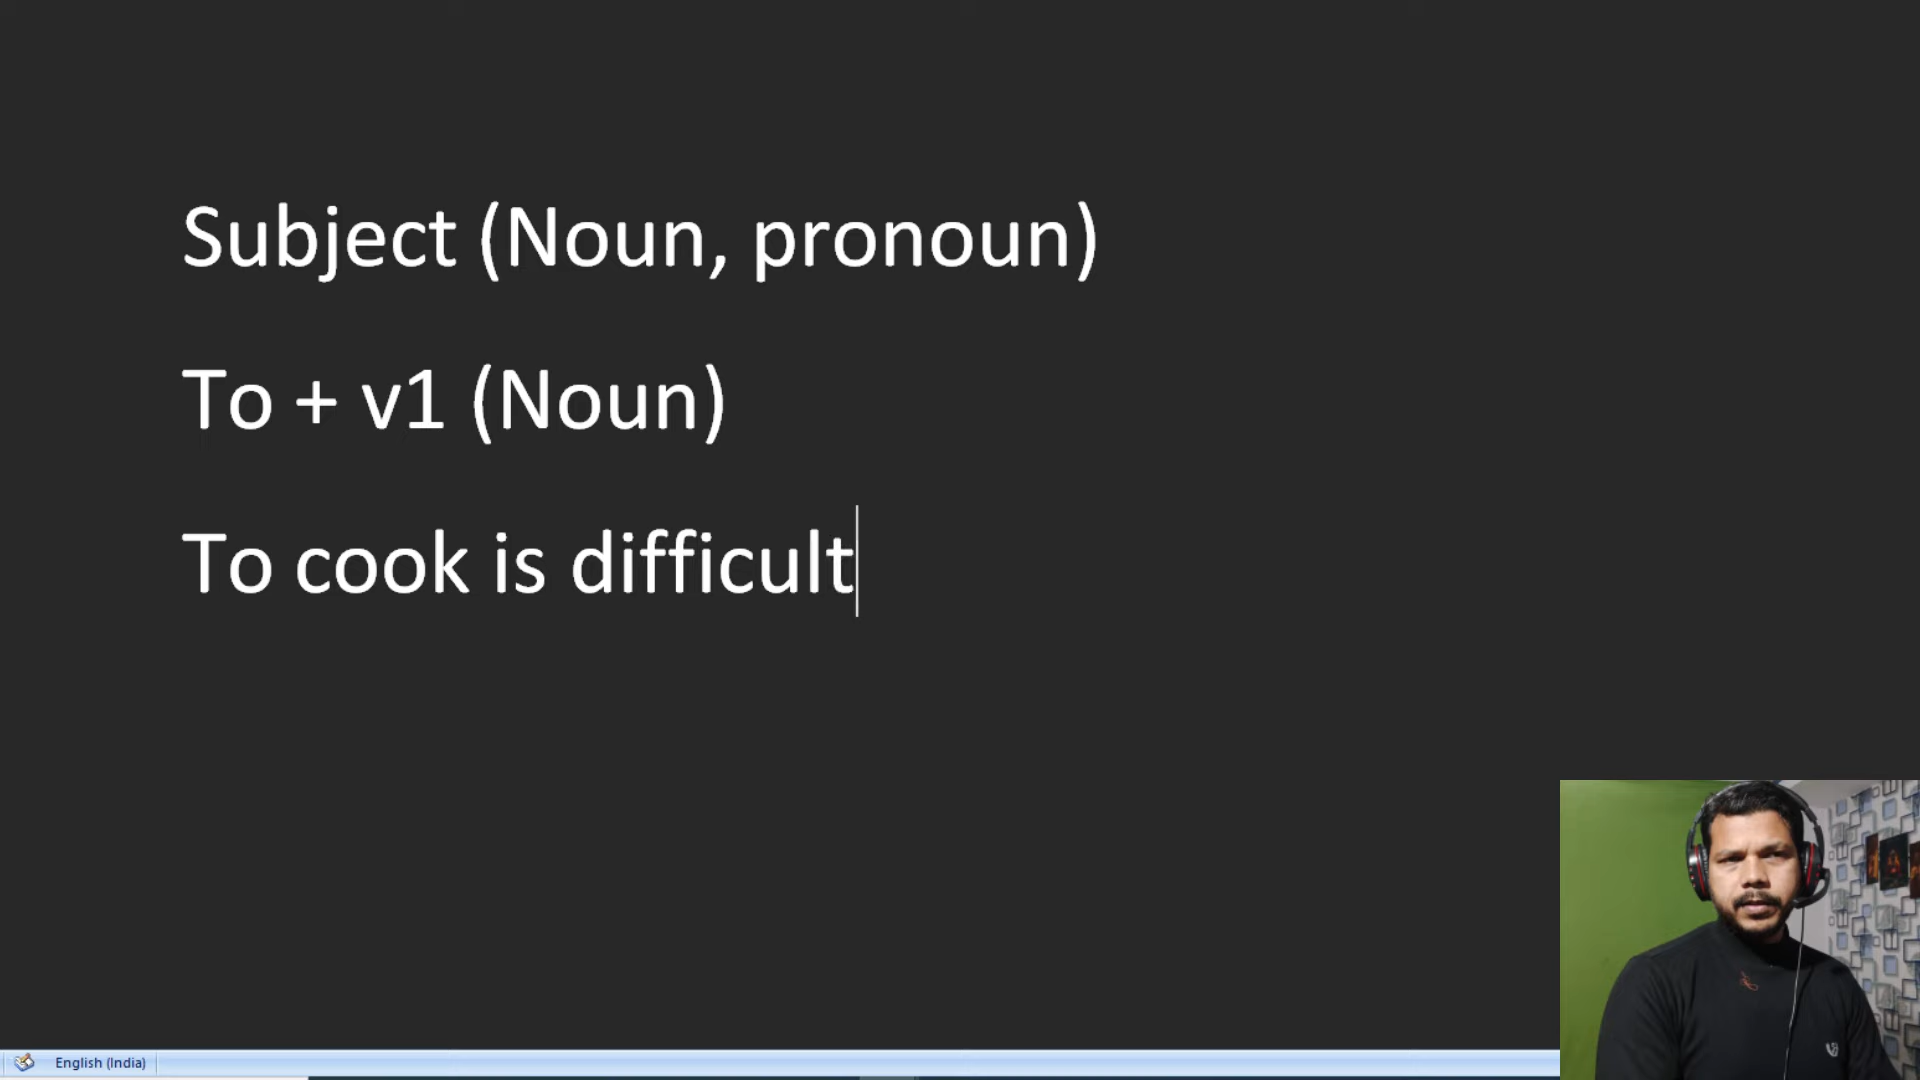 Subject (Noun, pronoun)
To + v1 (Noun)
To cook is difficult
English (India)